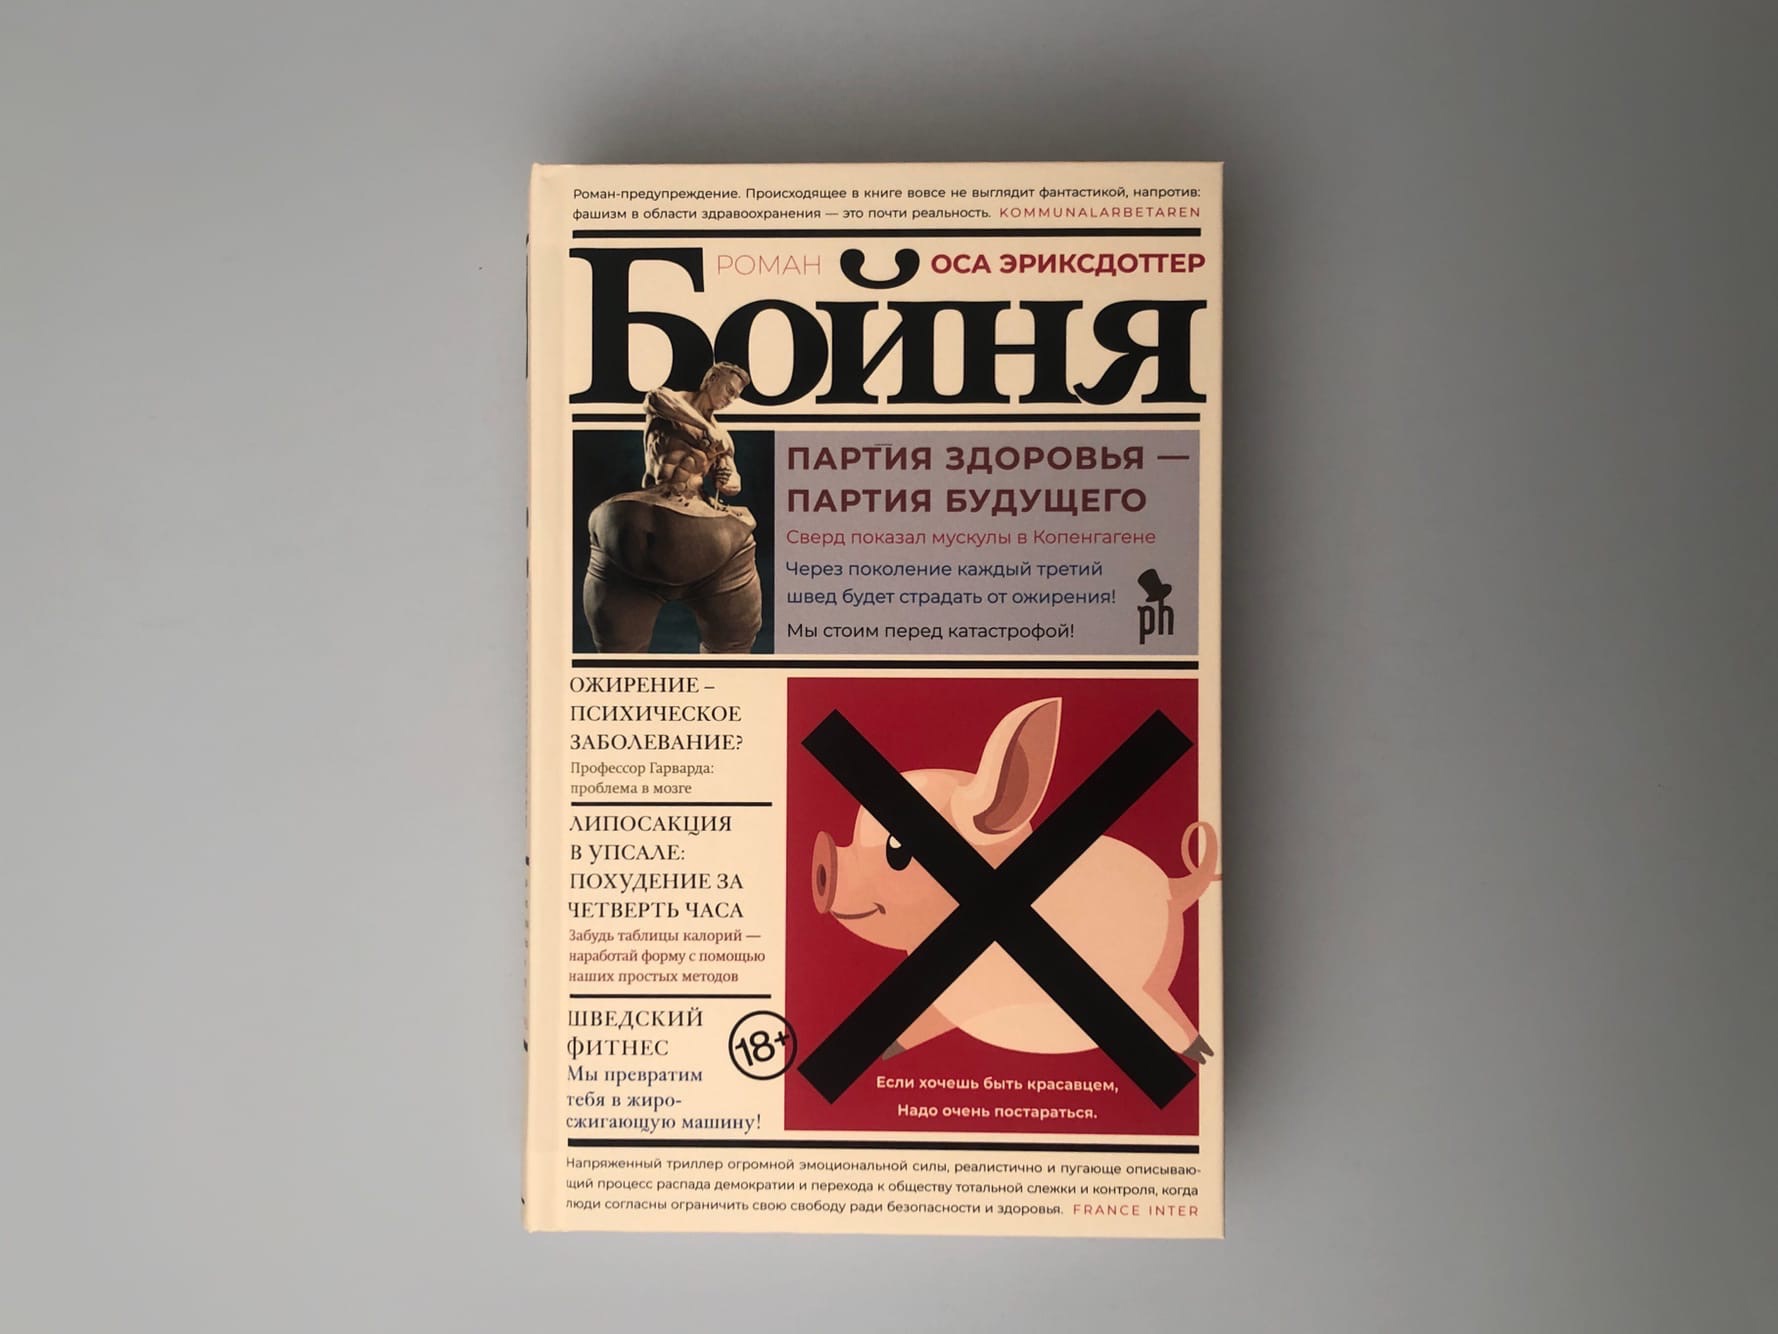 Роман-предупреждение. Происходящее в книге вовсе не выглядит фантастикой, напротив:
фашизм в области здравоохранения — это почти реальность. KOMMUNALARBETAREN
РОМАН ОСА ЭРИКСДОТТЕР
Бойня
ПАРТИЯ ЗДОРОВЬЯ —
ПАРТИЯ БУДУЩЕГО
Сверд показал мускулы в Копенгагене
Через поколение каждый третий
швед будет страдать от ожирения!
Мы стоим перед катастрофой!
ph
ОЖИРЕНИЕ –
ПСИХИЧЕСКОЕ
ЗАБОЛЕВАНИЕ?
Профессор Гарварда:
проблема в мозге
ЛИПОСАКЦИЯ
В УПСАЛЕ:
ПОХУДЕНИЕ ЗА
ЧЕТВЕРТЬ ЧАСА
Забудь таблицы калорий —
наработай форму с помощью
наших простых методов
ШВЕДСКИЙ
ФИТНЕС
Мы превратим
тебя в жиро-
сжигающую машину!
18+
Если хочешь быть красавцем,
Надо очень постараться.
Напряженный триллер огромной эмоциональной силы, реалистично и пугающе описываю-
щий процесс распада демократии и перехода к обществу тотальной слежки и контроля, когда
люди согласны ограничить свою свободу ради безопасности и здоровья. FRANCE INTER